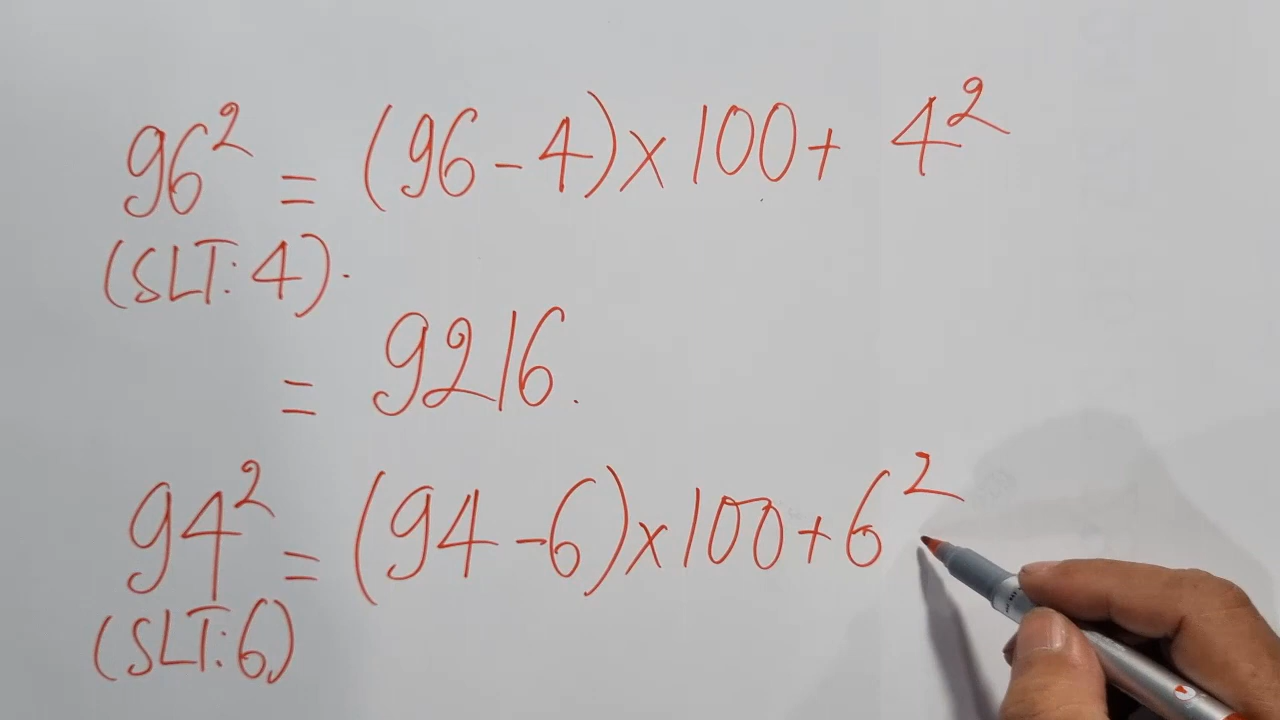 96² = (96 - 4) × 100 + 4²
(SLT: 4).
= 9216.
94² = (94 - 6) × 100 + 6²
(SLT: 6)